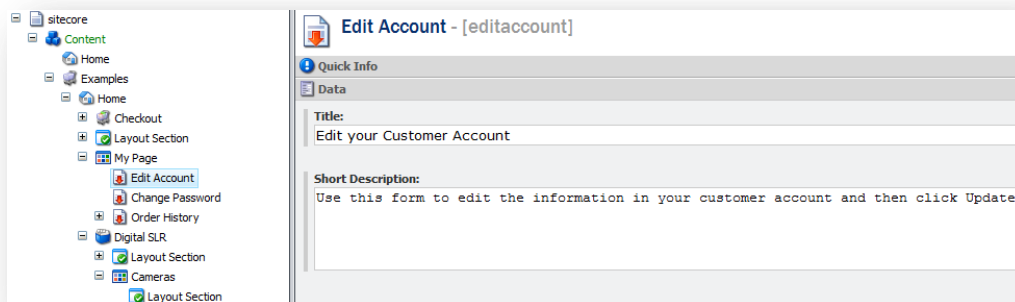 sitecore
Content
Home
Examples
Home
Checkout
Layout Section
My Page
Edit Account
Change Password
Order History
Digital SLR
Layout Section
Cameras
Layout Section
Edit Account - [editaccount]
Quick Info
Data
Title:
Edit your Customer Account
Short Description:
Use this form to edit the information in your customer account and then click Update